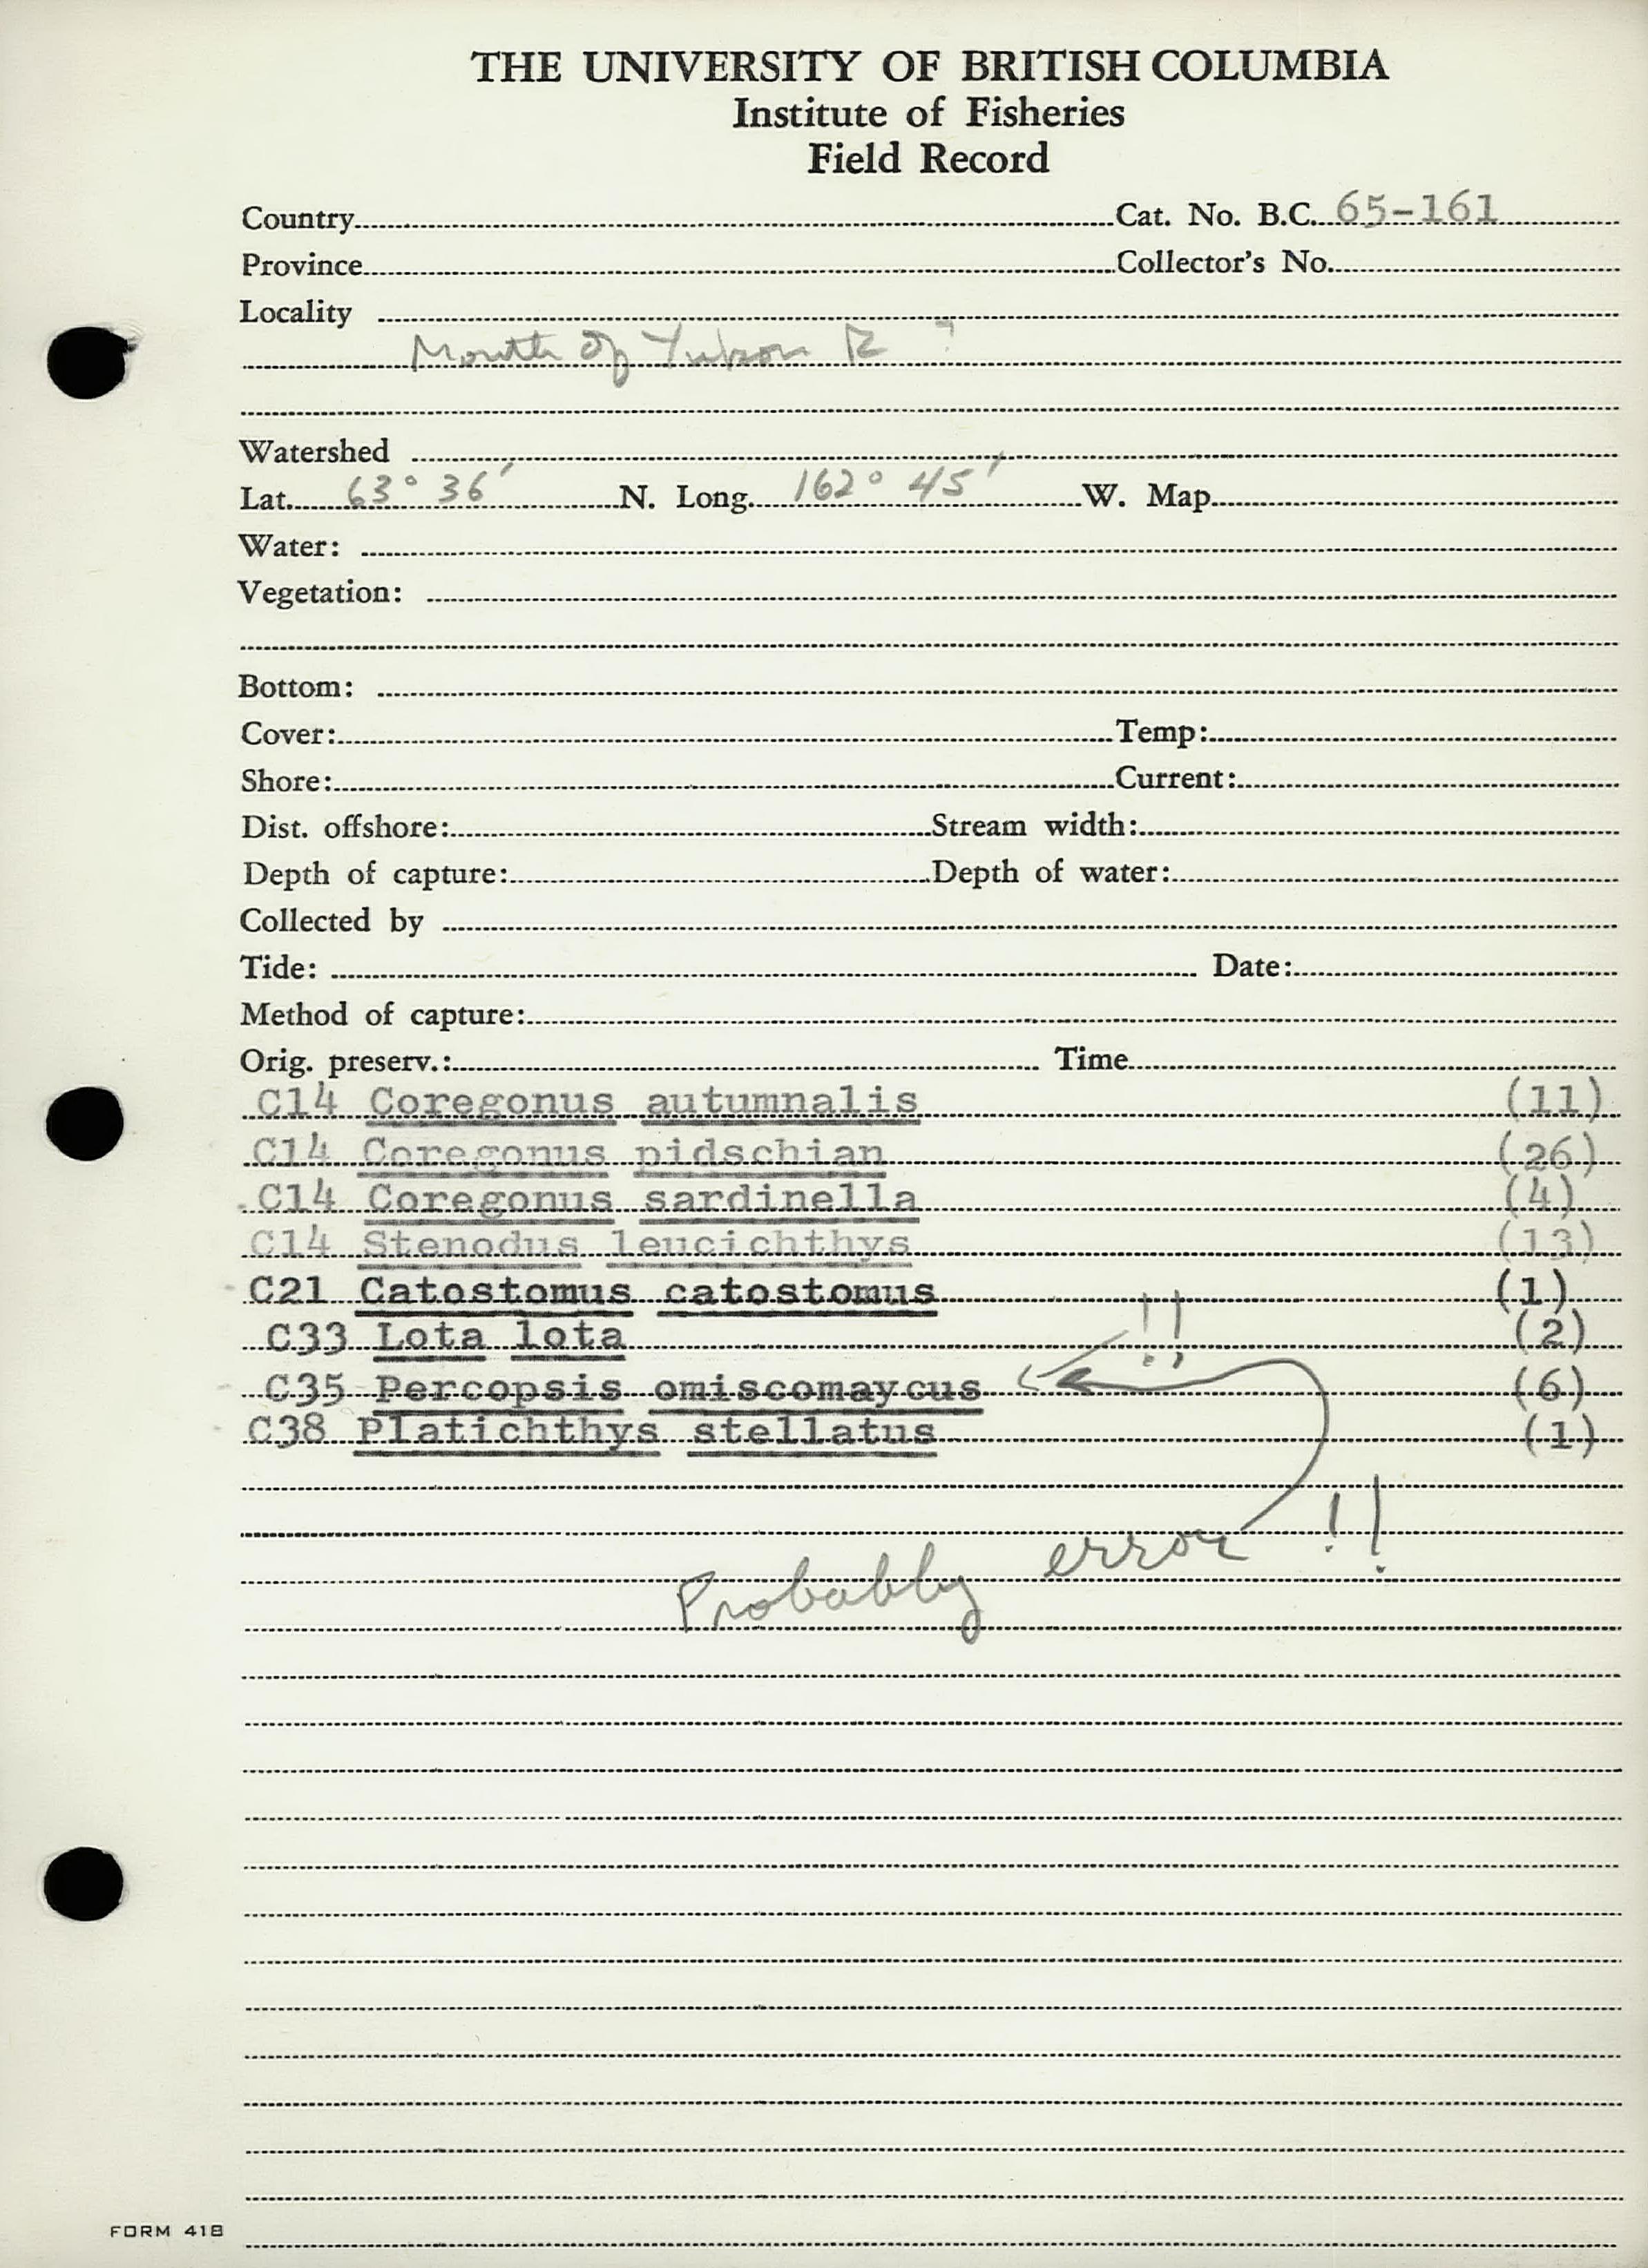 THE UNIVERSITY OF BRITISH COLUMBIA
Institute of Fisheries
Field Record
Country Cat. No. B.C. 65-161
Province Collector's No.
Locality
Mouth of Yukon R ?
Watershed
Lat. 63° 36′ N. Long. 162° 45′ W. Map
Water:
Vegetation:
Bottom:
Cover: Temp:
Shore: Current:
Dist. offshore: Stream width:
Depth of capture: Depth of water:
Collected by
Tide: Date:
Method of capture:
Orig. preserv.: Time
C14 Coregonus autumnalis (11)
C14 Coregonus pidschian (26)
C14 Coregonus sardinella (4)
C14 Stenodus leucichthys (13)
C21 Catostomus catostomus (1)
C33 Lota lota !! (2)
C35 Percopsis omiscomaycus (6)
C38 Platichthys stellatus (1)
Probably error !!
FORM 41B